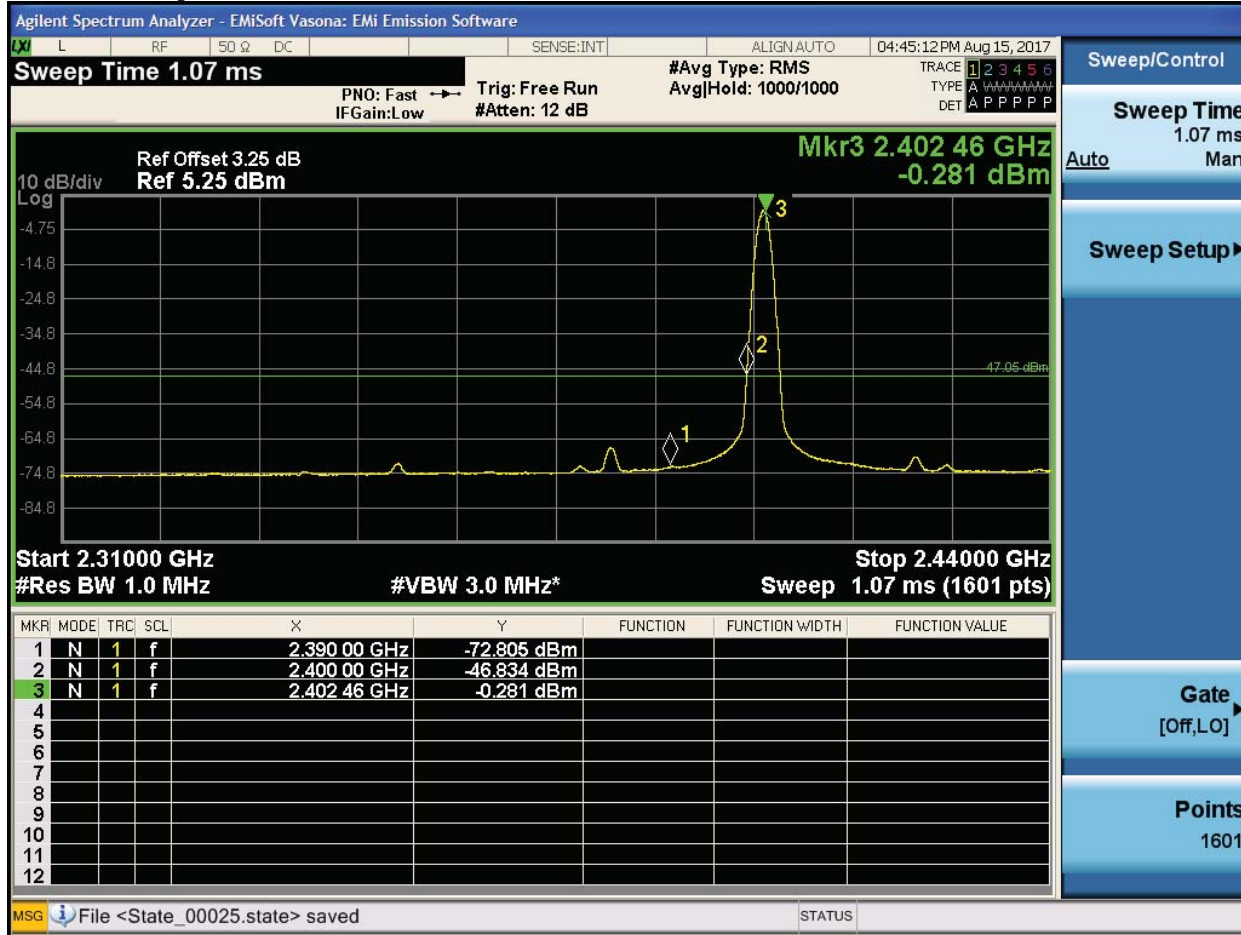 Agilent Spectrum Analyzer - EMiSoft Vasona: EMi Emission Software
LXI L RF 50 Ω DC SENSE:INT ALIGN AUTO 04:45:12 PM Aug 15, 2017
Sweep Time 1.07 ms
PNO: Fast
IFGain:Low
Trig: Free Run
#Atten: 12 dB
#Avg Type: RMS
Avg|Hold: 1000/1000
TRACE 1 2 3 4 5 6
TYPE A WWWWW
DET A P P P P P
Mkr3 2.402 46 GHz
-0.281 dBm
Ref Offset 3.25 dB
10 dB/div Ref 5.25 dBm
Log
3
-4.75
-14.8
-24.8
-34.8
2
-44.8
-47.05 dBm
-54.8
-64.8
1
-74.8
-84.8
Start 2.31000 GHz Stop 2.44000 GHz
#Res BW 1.0 MHz #VBW 3.0 MHz* Sweep 1.07 ms (1601 pts)
MKR MODE TRC SCL X Y FUNCTION FUNCTION WIDTH FUNCTION VALUE
1 N 1 f 2.390 00 GHz -72.805 dBm
2 N 1 f 2.400 00 GHz -46.834 dBm
3 N 1 f 2.402 46 GHz -0.281 dBm
4
5
6
7
8
9
10
11
12
MSG File <State_00025.state> saved STATUS
Sweep/Control
Sweep Time
1.07 ms
Auto Man
Sweep Setup
Gate
[Off,LO]
Points
1601